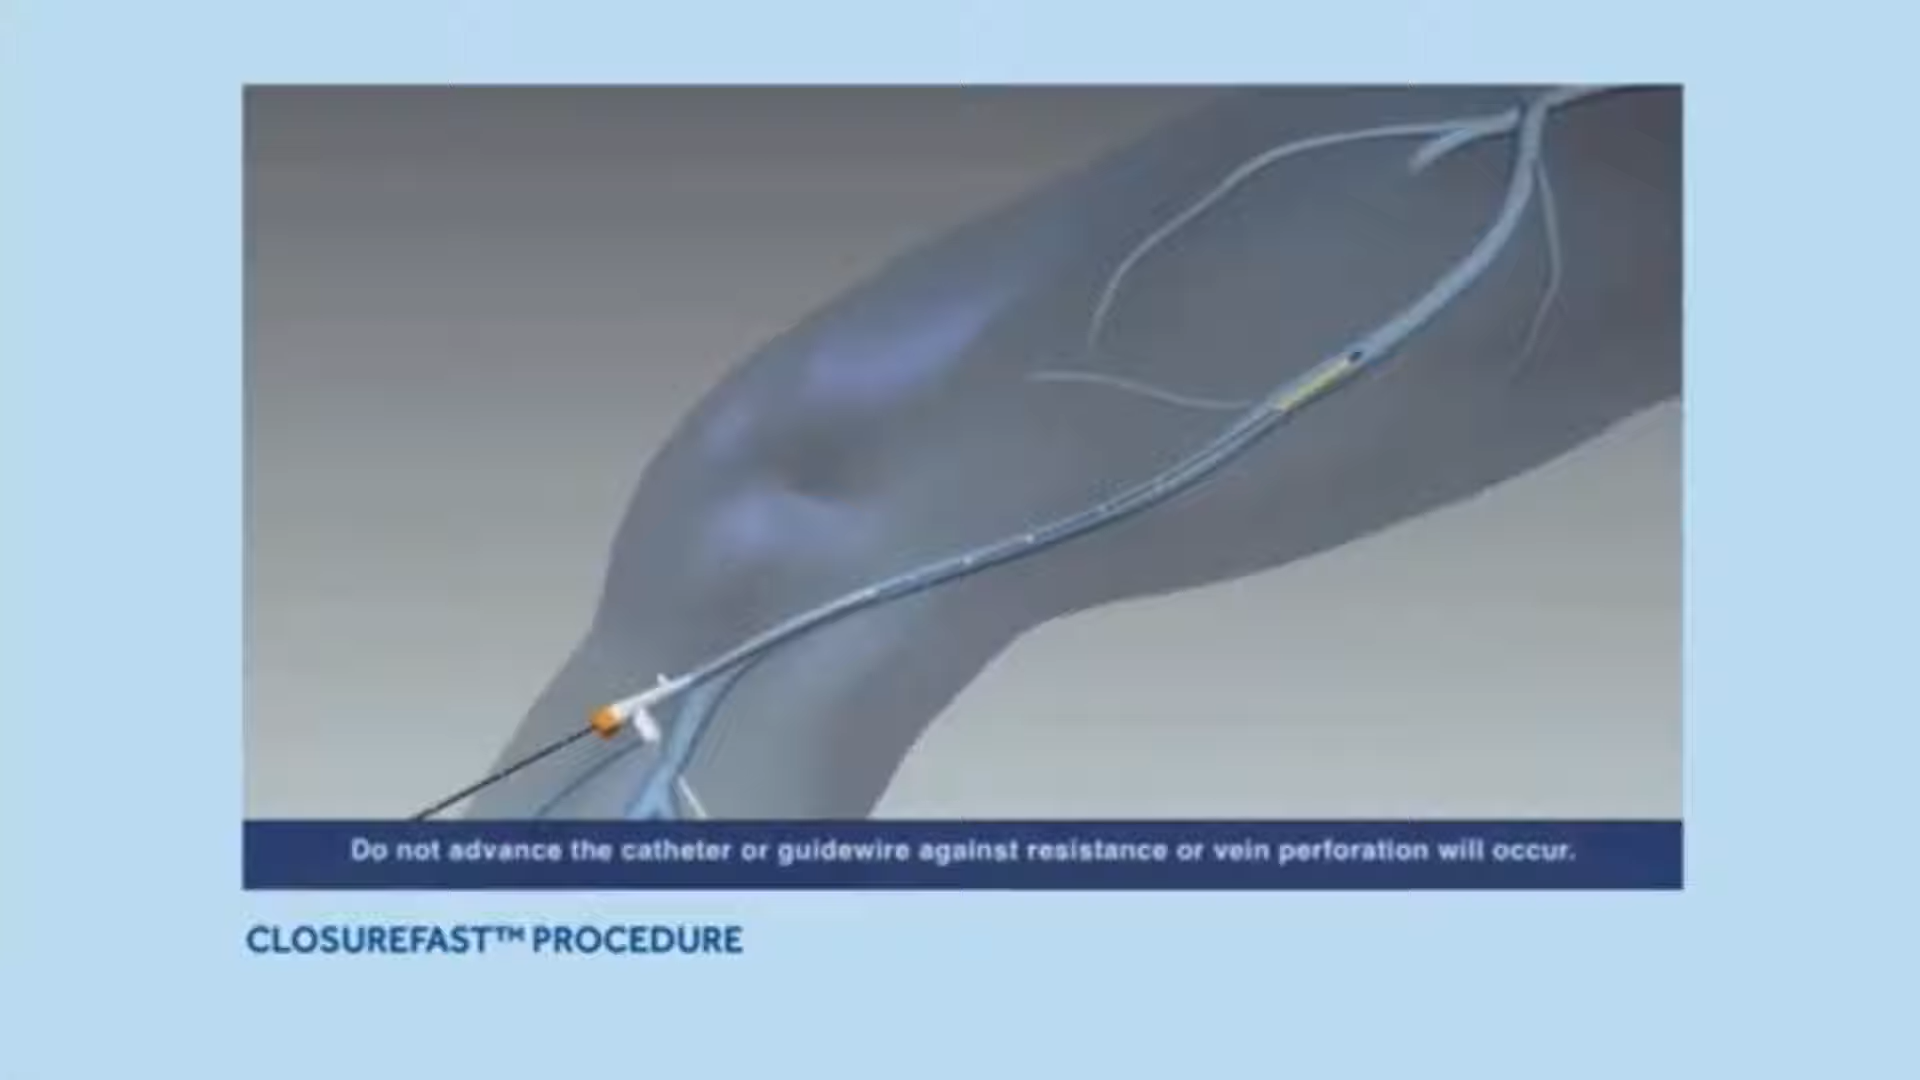 Do not advance the catheter or guidewire against resistance or vein perforation will occur.
CLOSUREFAST™ PROCEDURE